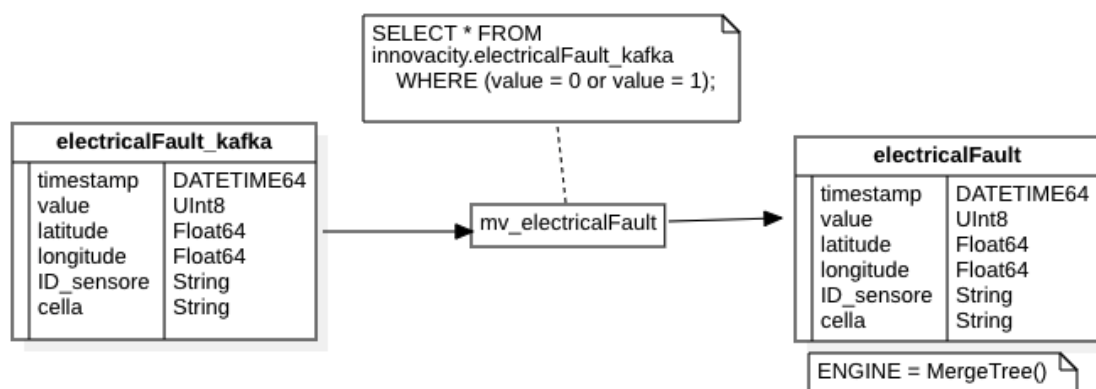 SELECT * FROM
innovacity.electricalFault_kafka
WHERE (value = 0 or value = 1);
electricalFault_kafka
timestamp DATETIME64
value UInt8
latitude Float64
longitude Float64
ID_sensore String
cella String
mv_electricalFault
electricalFault
timestamp DATETIME64
value UInt8
latitude Float64
longitude Float64
ID_sensore String
cella String
ENGINE = MergeTree()